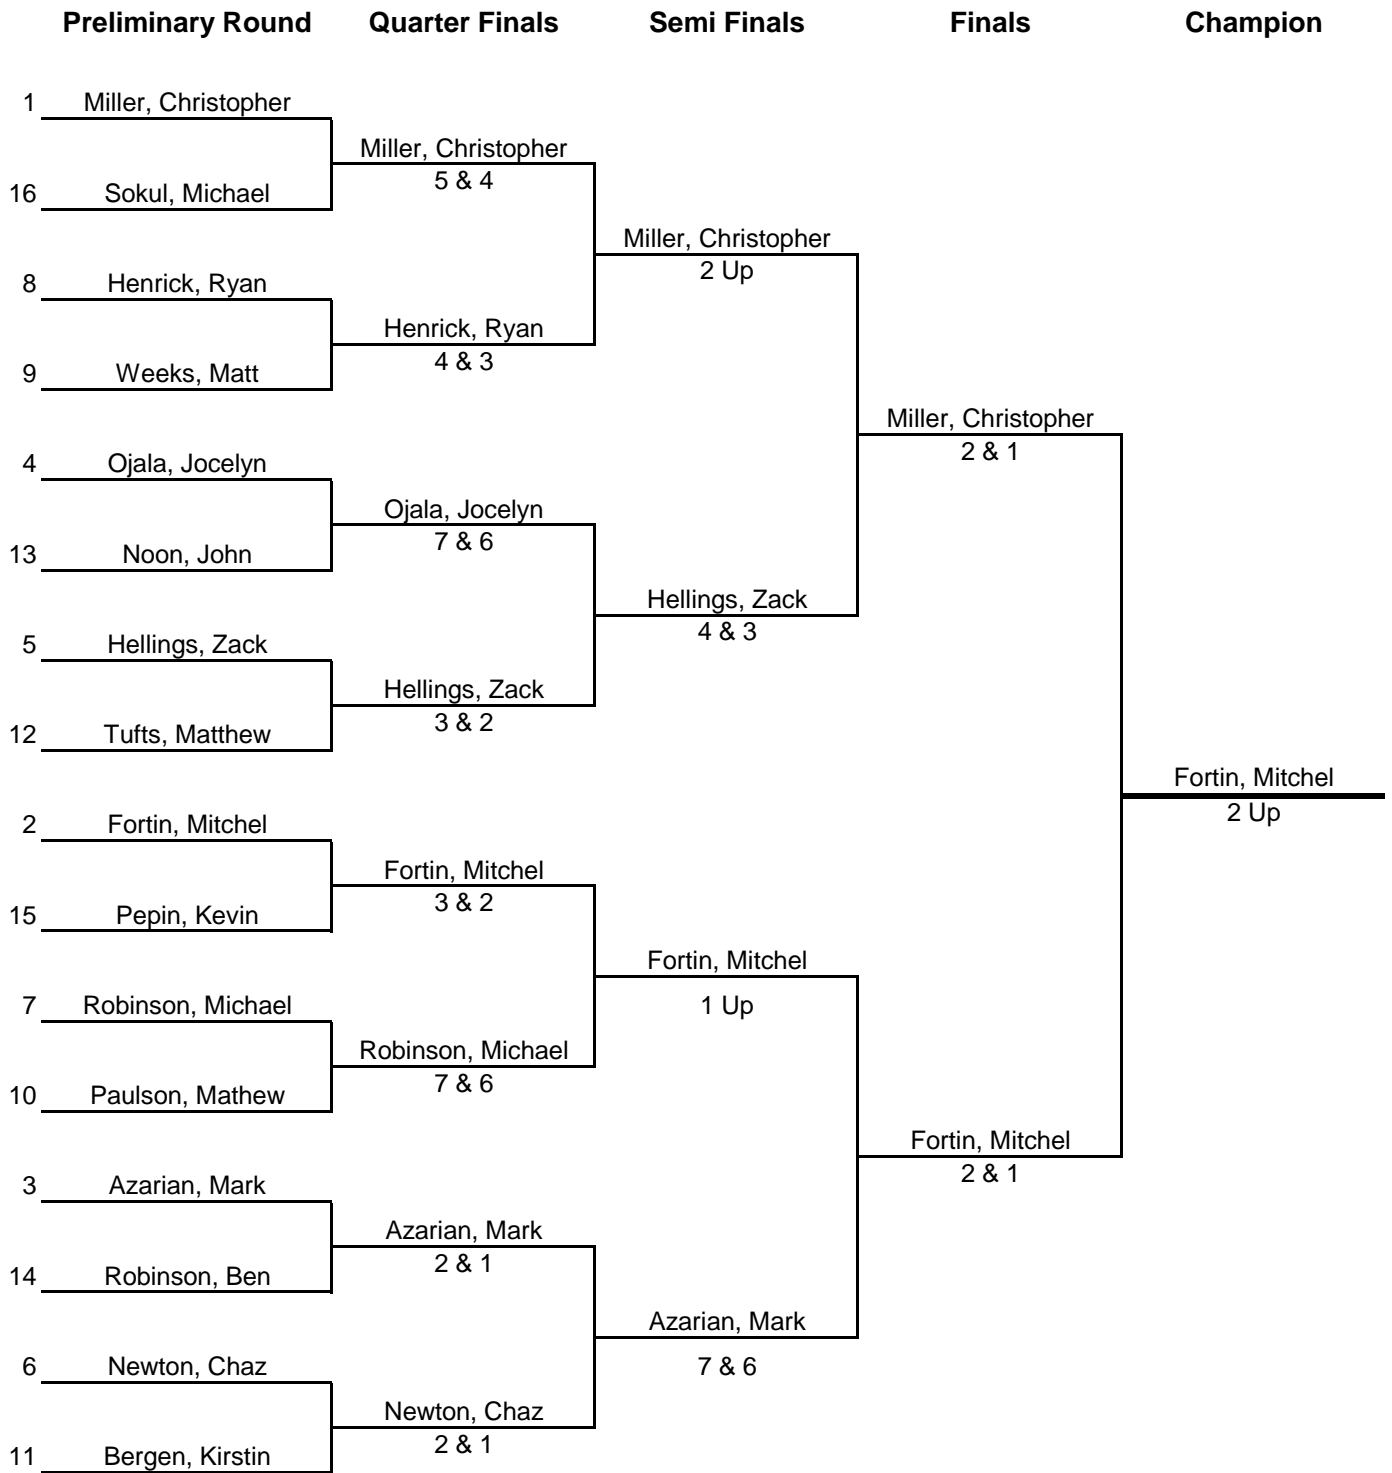 Preliminary Round Quarter Finals Semi Finals Finals Champion
1 Miller, Christopher
Miller, Christopher
5 & 4
16 Sokul, Michael
Miller, Christopher
2 Up
8 Henrick, Ryan
Henrick, Ryan
4 & 3
9 Weeks, Matt
Miller, Christopher
2 & 1
4 Ojala, Jocelyn
Ojala, Jocelyn
7 & 6
13 Noon, John
Hellings, Zack
4 & 3
5 Hellings, Zack
Hellings, Zack
3 & 2
12 Tufts, Matthew
Fortin, Mitchel
2 Up
2 Fortin, Mitchel
Fortin, Mitchel
3 & 2
15 Pepin, Kevin
Fortin, Mitchel
1 Up
7 Robinson, Michael
Robinson, Michael
7 & 6
10 Paulson, Mathew
Fortin, Mitchel
2 & 1
3 Azarian, Mark
Azarian, Mark
2 & 1
14 Robinson, Ben
Azarian, Mark
7 & 6
6 Newton, Chaz
Newton, Chaz
2 & 1
11 Bergen, Kirstin